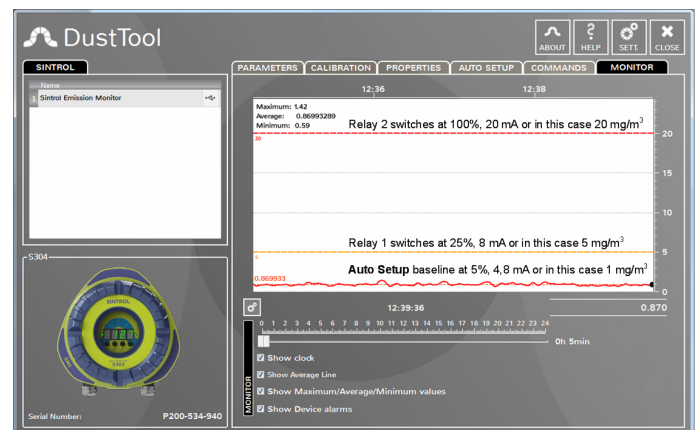 DustTool
ABOUT HELP SETT. CLOSE
SINTROL
PARAMETERS CALIBRATION PROPERTIES AUTO SETUP COMMANDS MONITOR
Name
1 Sintrol Emission Monitor
12:36 12:38
Maximum: 1.42
Average: 0.86993289
Minimum: 0.59
Relay 2 switches at 100%, 20 mA or in this case 20 mg/m³
20
20
15
10
Relay 1 switches at 25%, 8 mA or in this case 5 mg/m³
5
Auto Setup baseline at 5%, 4,8 mA or in this case 1 mg/m³
0.869933
0
12:39:36 0.870
0 1 2 3 4 5 6 7 8 9 10 11 12 13 14 15 16 17 18 19 20 21 22 23 24
0h 5min
MONITOR
Show clock
Show Average Line
Show Maximum/Average/Minimum values
Show Device alarms
S304
SINTROL
S303
Serial Number: P200-534-940